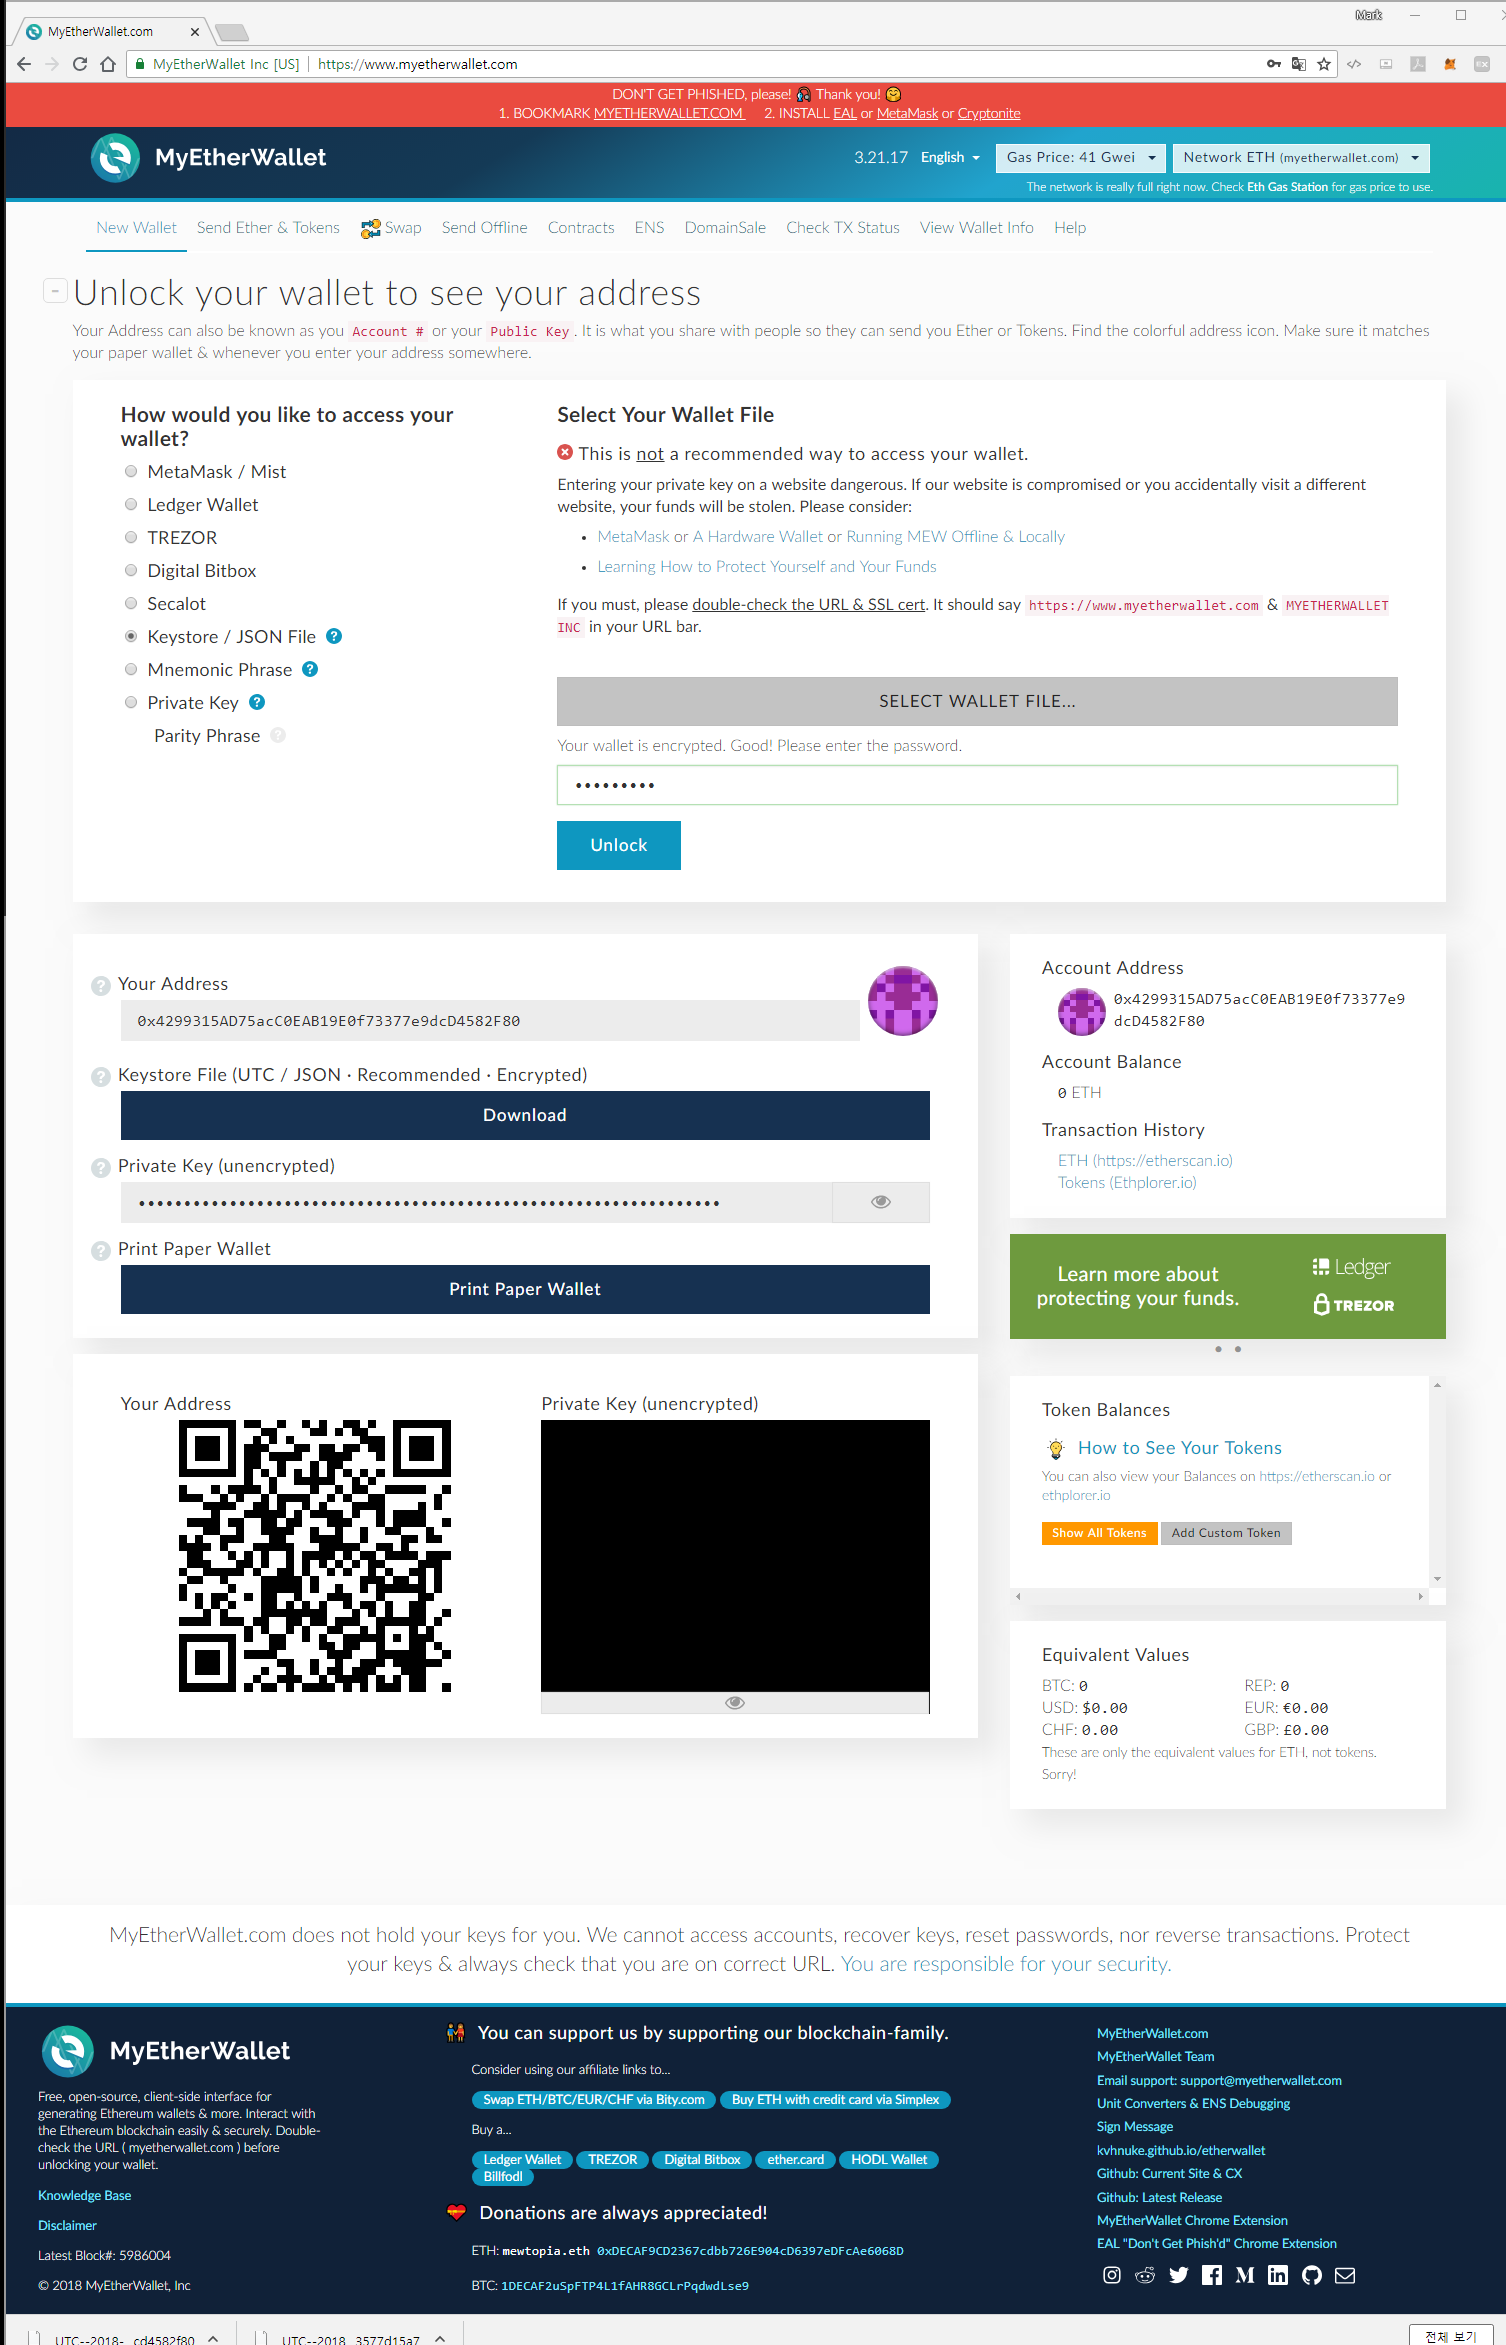 MyEtherWallet.com
Mark
MyEtherWallet Inc [US] | https://www.myetherwallet.com
DON'T GET PHISHED, please! Thank you!
1. BOOKMARK MYETHERWALLET.COM 2. INSTALL EAL or MetaMask or Cryptonite
MyEtherWallet
3.21.17 English Gas Price: 41 Gwei Network ETH (myetherwallet.com)
The network is really full right now. Check Eth Gas Station for gas price to use.
New Wallet Send Ether & Tokens Swap Send Offline Contracts ENS DomainSale Check TX Status View Wallet Info Help
Unlock your wallet to see your address
Your Address can also be known as you Account # or your Public Key . It is what you share with people so they can send you Ether or Tokens. Find the colorful address icon. Make sure it matches
your paper wallet & whenever you enter your address somewhere.
How would you like to access your
wallet?
MetaMask / Mist
Ledger Wallet
TREZOR
Digital Bitbox
Secalot
Keystore / JSON File
Mnemonic Phrase
Private Key
Parity Phrase
Select Your Wallet File
This is not a recommended way to access your wallet.
Entering your private key on a website dangerous. If our website is compromised or you accidentally visit a different
website, your funds will be stolen. Please consider:
• MetaMask or A Hardware Wallet or Running MEW Offline & Locally
• Learning How to Protect Yourself and Your Funds
If you must, please double-check the URL & SSL cert. It should say https://www.myetherwallet.com & MYETHERWALLET
INC in your URL bar.
SELECT WALLET FILE...
Your wallet is encrypted. Good! Please enter the password.
•••••••••
Unlock
Your Address
0x4299315AD75acC0EAB19E0f73377e9dcD4582F80
Keystore File (UTC / JSON · Recommended · Encrypted)
Download
Private Key (unencrypted)
Print Paper Wallet
Print Paper Wallet
Your Address
Private Key (unencrypted)
Account Address
0x4299315AD75acC0EAB19E0f73377e9
dcD4582F80
Account Balance
0 ETH
Transaction History
ETH (https://etherscan.io)
Tokens (Ethplorer.io)
Learn more about
protecting your funds.
Ledger
TREZOR
Token Balances
How to See Your Tokens
You can also view your Balances on https://etherscan.io or
ethplorer.io
Show All Tokens Add Custom Token
Equivalent Values
BTC: 0 REP: 0
USD: $0.00 EUR: €0.00
CHF: 0.00 GBP: £0.00
These are only the equivalent values for ETH, not tokens.
Sorry!
MyEtherWallet.com does not hold your keys for you. We cannot access accounts, recover keys, reset passwords, nor reverse transactions. Protect
your keys & always check that you are on correct URL. You are responsible for your security.
MyEtherWallet
Free, open-source, client-side interface for
generating Ethereum wallets & more. Interact with
the Ethereum blockchain easily & securely. Double-
check the URL ( myetherwallet.com ) before
unlocking your wallet.
Knowledge Base
Disclaimer
Latest Block#: 5986004
© 2018 MyEtherWallet, Inc
You can support us by supporting our blockchain-family.
Consider using our affiliate links to...
Swap ETH/BTC/EUR/CHF via Bity.com Buy ETH with credit card via Simplex
Buy a...
Ledger Wallet TREZOR Digital Bitbox ether.card HODL Wallet
Billfodl
Donations are always appreciated!
ETH: mewtopia.eth 0xDECAF9CD2367cdbb726E904cD6397eDFcAe6068D
BTC: 1DECAF2uSpFTP4L1fAHR8GCLrPqdwdLse9
MyEtherWallet.com
MyEtherWallet Team
Email support: support@myetherwallet.com
Unit Converters & ENS Debugging
Sign Message
kvhnuke.github.io/etherwallet
Github: Current Site & CX
Github: Latest Release
MyEtherWallet Chrome Extension
EAL "Don't Get Phish'd" Chrome Extension
UTC--2018-...cd4582f80 UTC--2018...3577d15a7 전체 보기